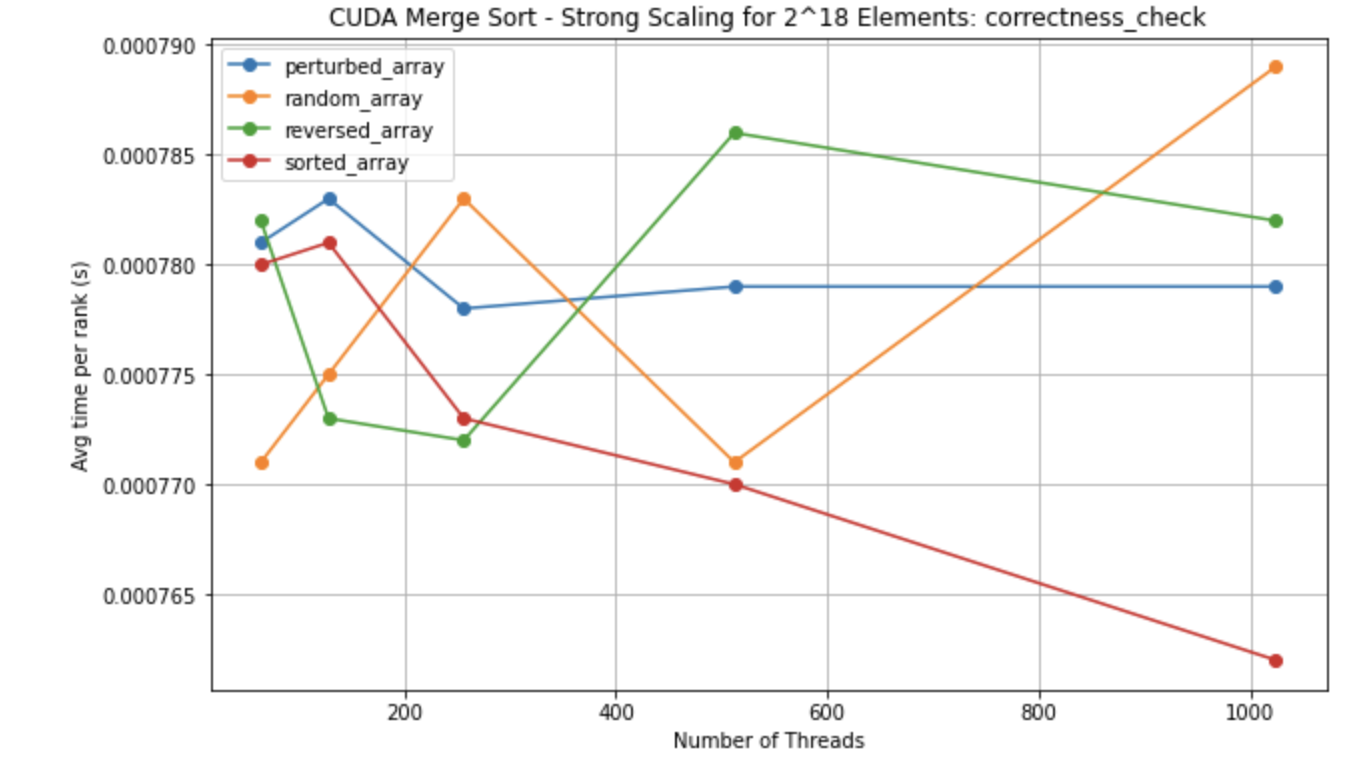 CUDA Merge Sort - Strong Scaling for 2^18 Elements: correctness_check
0.000790
0.000785
0.000780
0.000775
0.000770
0.000765
Avg time per rank (s)
perturbed_array
random_array
reversed_array
sorted_array
200
400
600
800
1000
Number of Threads